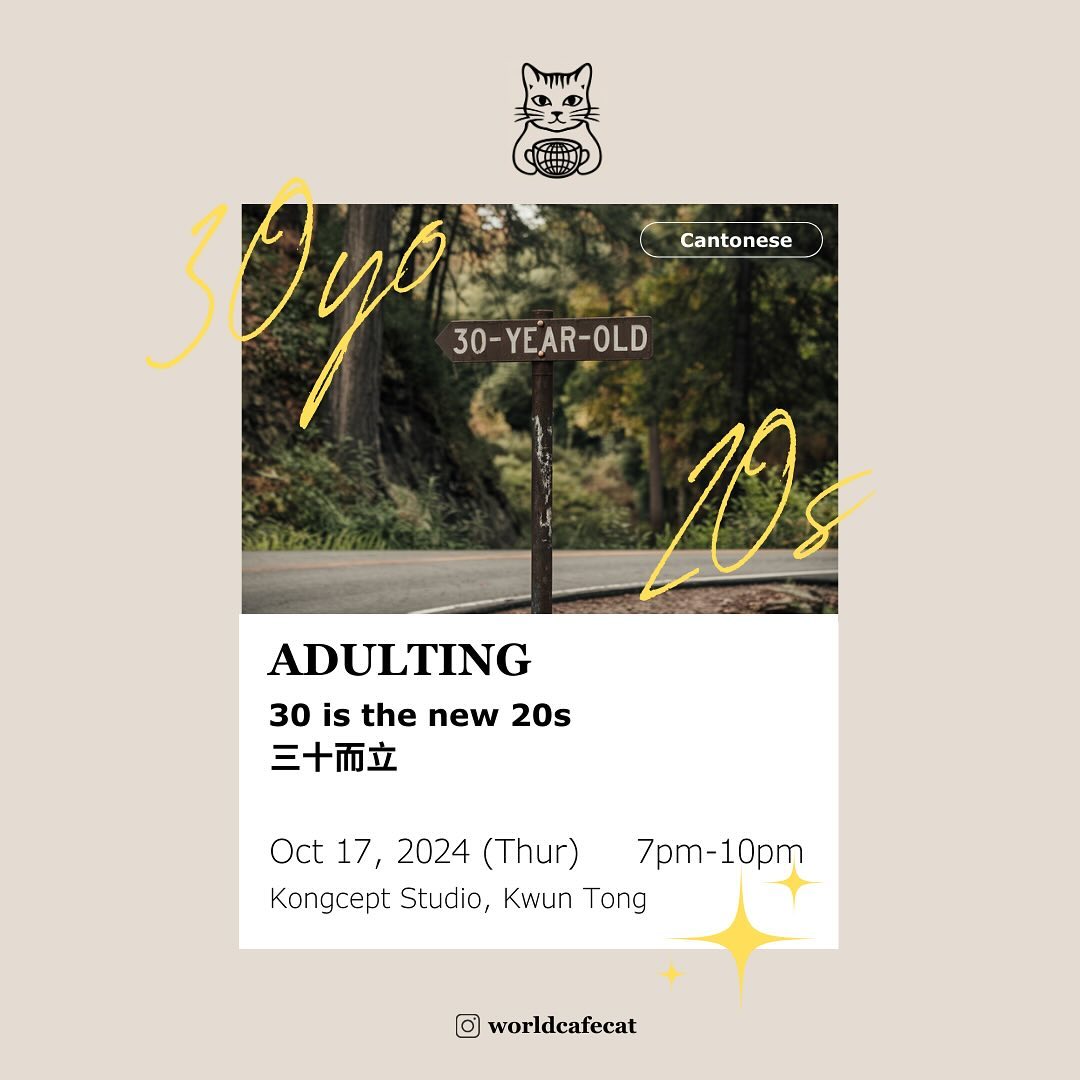 30yo
Cantonese
30-YEAR-OLD
20s
ADULTING
30 is the new 20s
三十而立
Oct 17, 2024 (Thur) 7pm-10pm
Kongcept Studio, Kwun Tong
worldcafecat